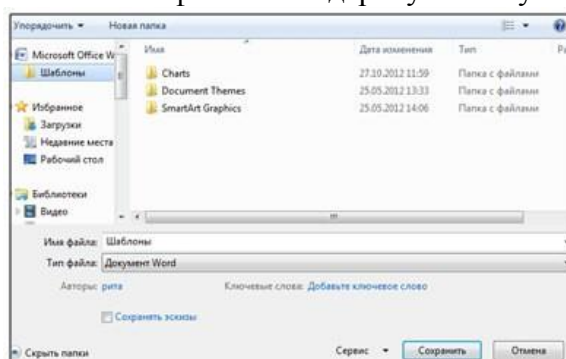 Упорядочить Новая папка
Microsoft Office W
Шаблоны
Избранное
Загрузки
Недавние места
Рабочий стол
Библиотеки
Видео
Имя Дата изменения Тип
Charts 27.10.2012 11:59 Папка с файлами
Document Themes 25.05.2012 13:33 Папка с файлами
SmartArt Graphics 25.05.2012 14:06 Папка с файлами
Имя файла: Шаблоны
Тип файла: Документ Word
Авторы: рита Ключевые слова: Добавьте ключевое слово
Сохранять эскизы
Скрыть папки Сервис Сохранить Отмена